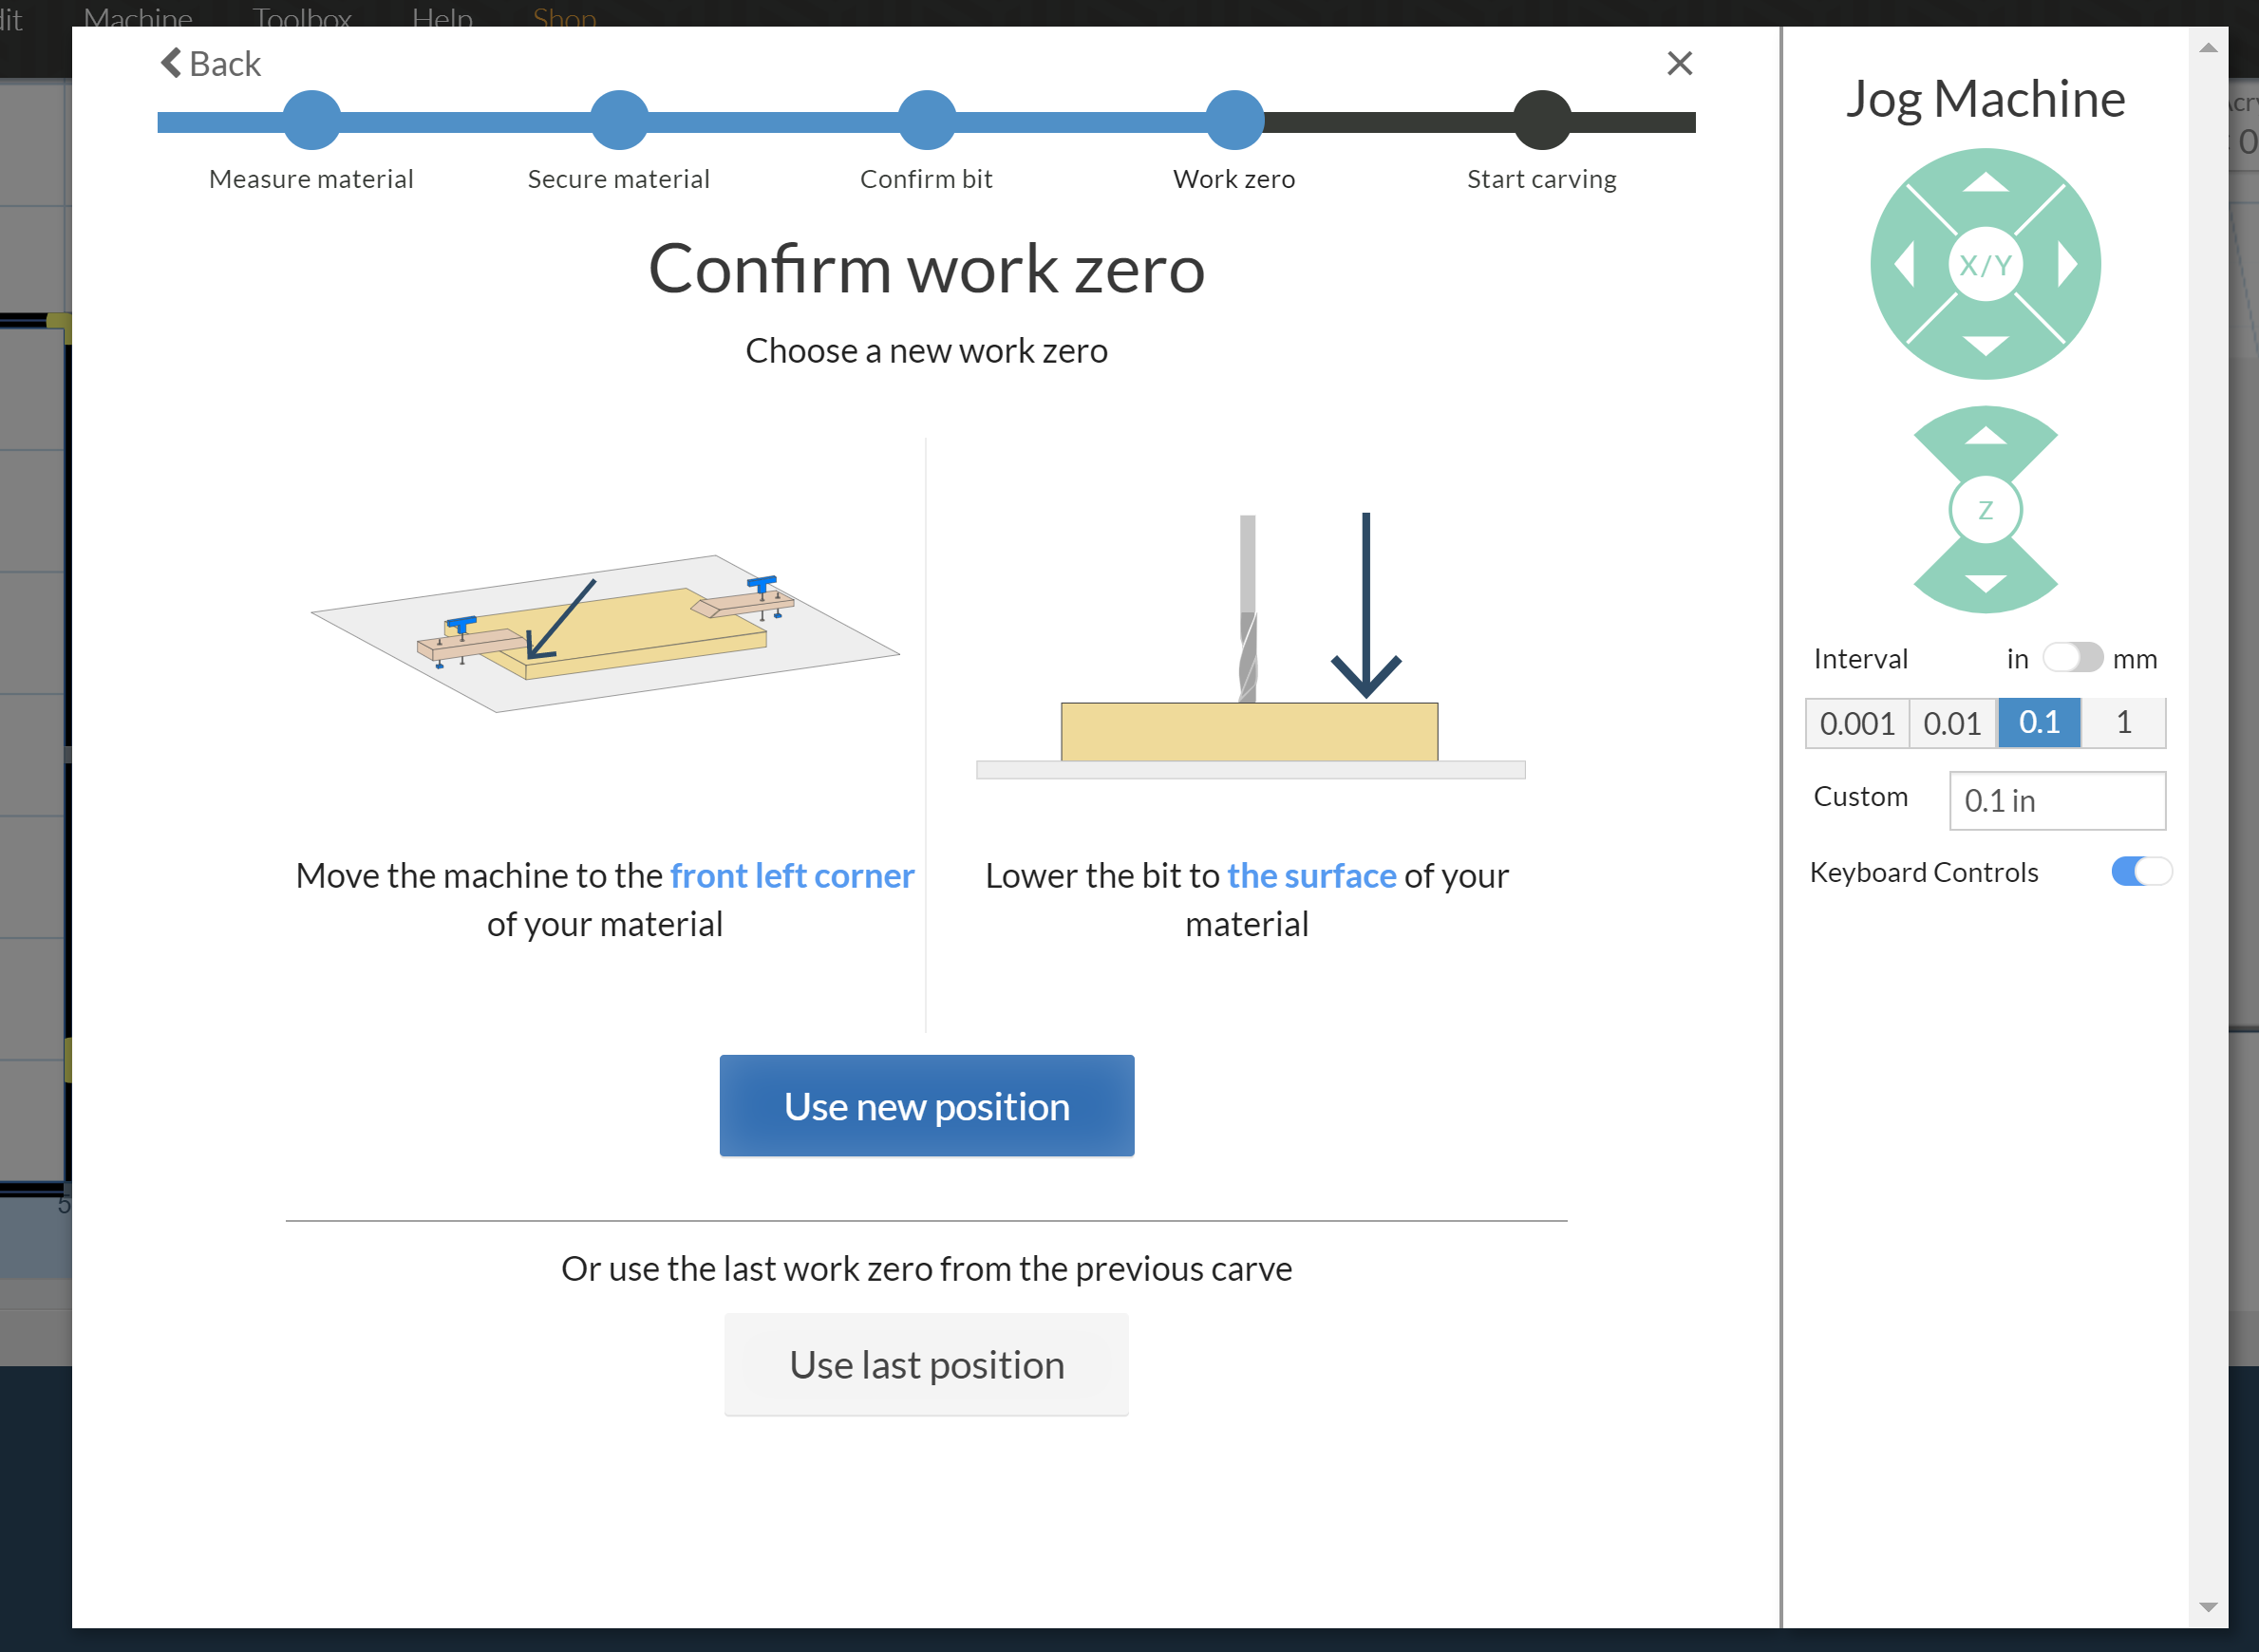 Machine Toolbox Help Shop
Back
Measure material
Secure material
Confirm bit
Work zero
Start carving
Confirm work zero
Choose a new work zero
Move the machine to the front left corner
of your material
Lower the bit to the surface of your
material
Use new position
Or use the last work zero from the previous carve
Use last position
5
Jog Machine
X/Y
Z
Interval in mm
0.001 0.01 0.1 1
Custom 0.1 in
Keyboard Controls